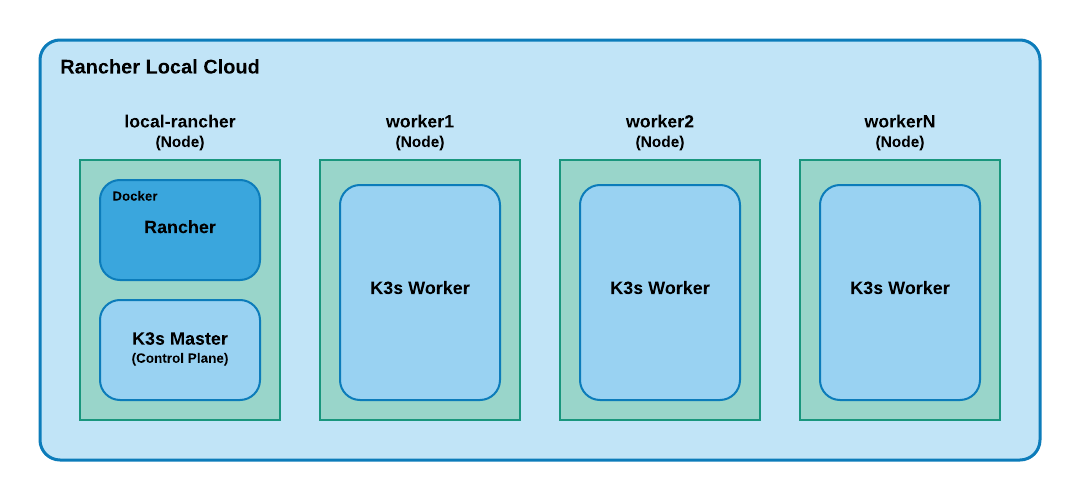 Rancher Local Cloud
local-rancher
(Node)
Docker
Rancher
K3s Master
(Control Plane)
worker1
(Node)
K3s Worker
worker2
(Node)
K3s Worker
workerN
(Node)
K3s Worker